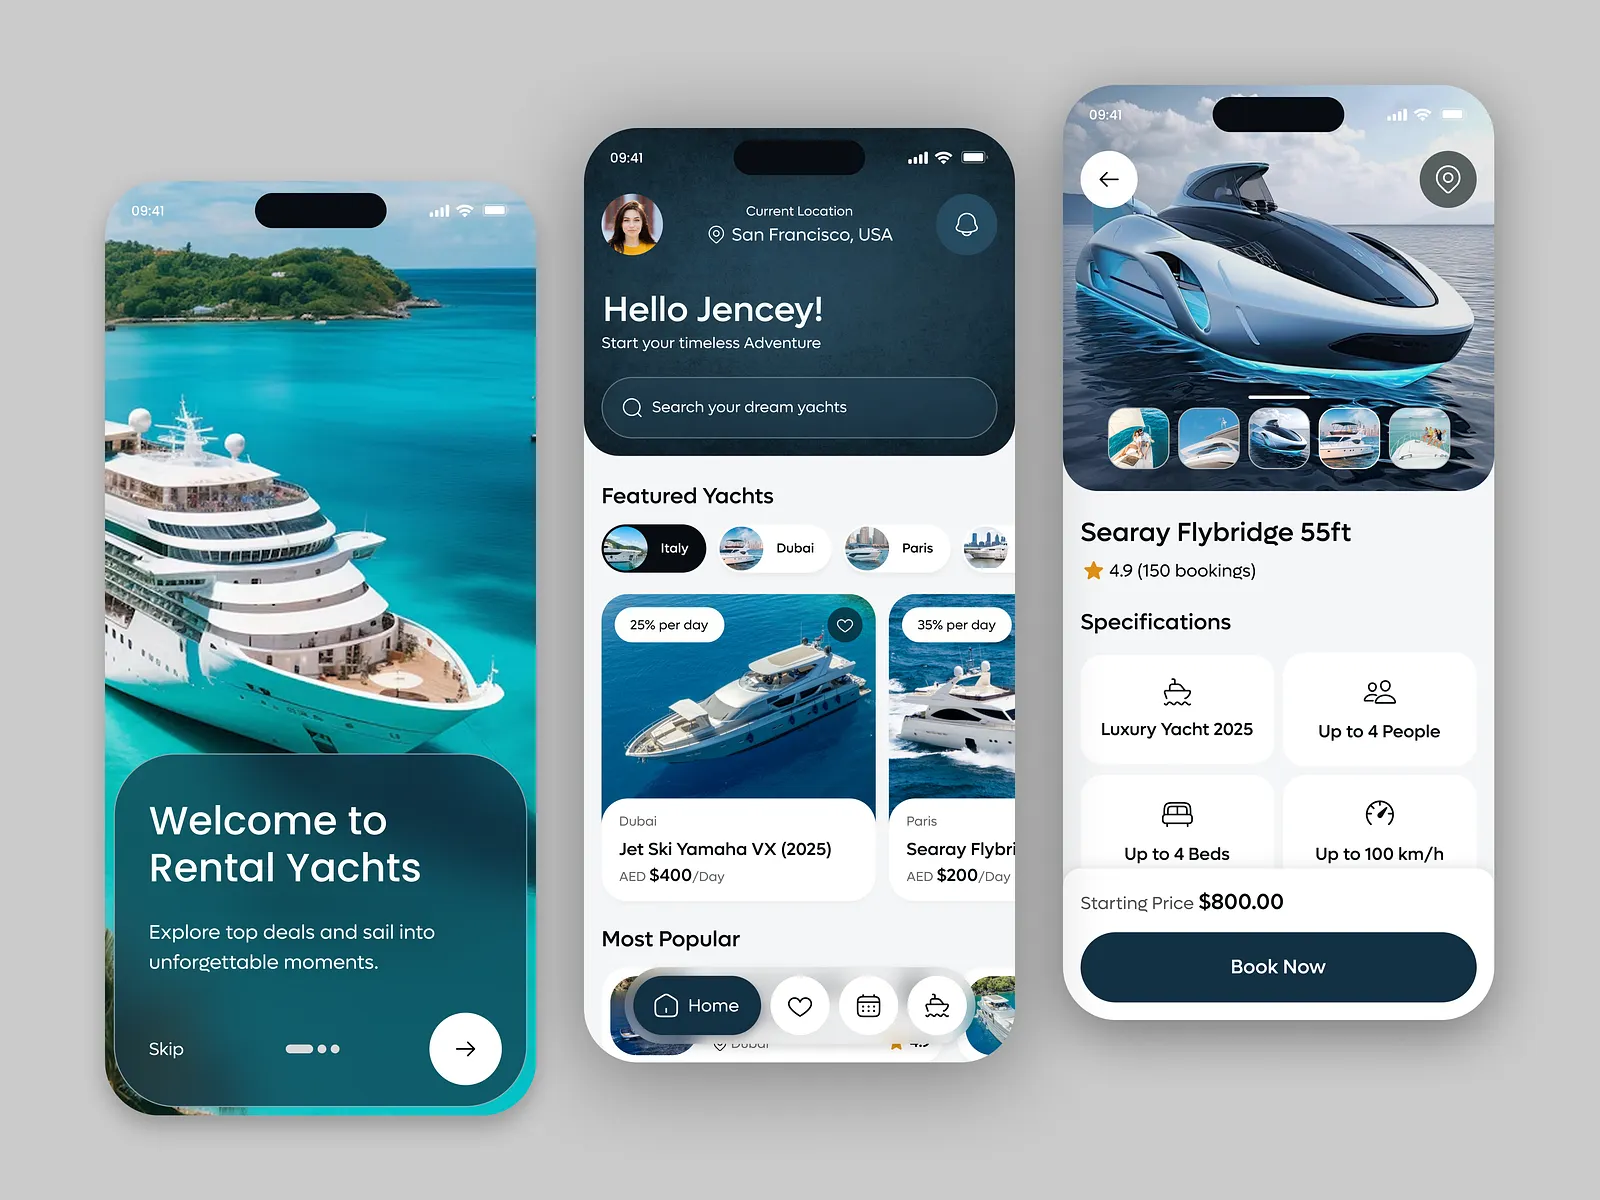 09:41
Welcome to
Rental Yachts
Explore top deals and sail into
unforgettable moments.
Skip
09:41
Current Location
San Francisco, USA
Hello Jencey!
Start your timeless Adventure
Search your dream yachts
Featured Yachts
Italy
Dubai
Paris
25% per day
35% per day
Dubai
Jet Ski Yamaha VX (2025)
AED $400/Day
Paris
Searay Flybri
AED $200/Day
Most Popular
Home
Dubai
4.9
09:41
Searay Flybridge 55ft
4.9 (150 bookings)
Specifications
Luxury Yacht 2025
Up to 4 People
Up to 4 Beds
Up to 100 km/h
Starting Price $800.00
Book Now